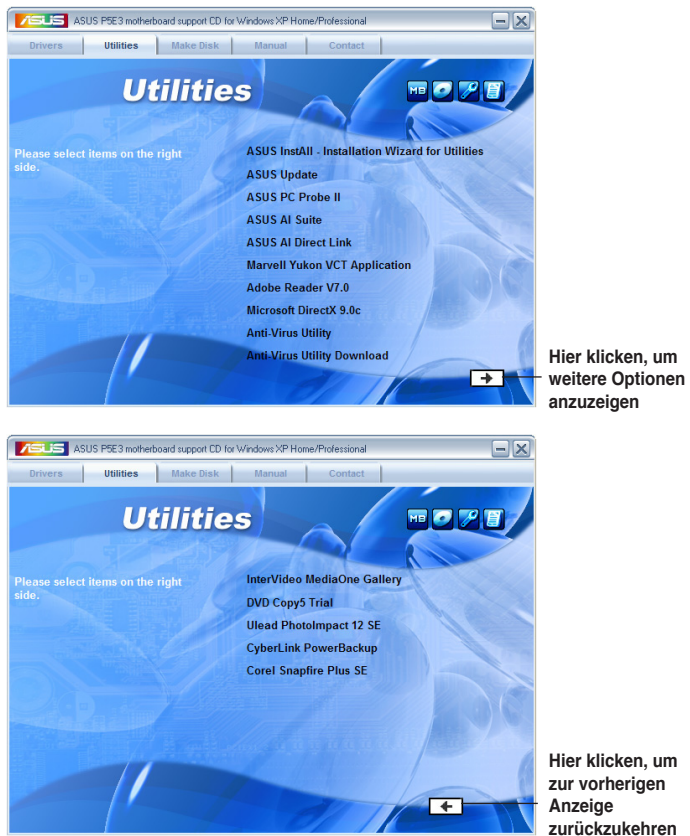 ASUS ASUS P5E3 motherboard support CD for Windows XP Home/Professional
Drivers Utilities Make Disk Manual Contact
Utilities
MB
Please select items on the right
side.
ASUS InstAll - Installation Wizard for Utilities
ASUS Update
ASUS PC Probe II
ASUS AI Suite
ASUS AI Direct Link
Marvell Yukon VCT Application
Adobe Reader V7.0
Microsoft DirectX 9.0c
Anti-Virus Utility
Anti-Virus Utility Download
Hier klicken, um
weitere Optionen
anzuzeigen
ASUS ASUS P5E3 motherboard support CD for Windows XP Home/Professional
Drivers Utilities Make Disk Manual Contact
Utilities
MB
Please select items on the right
side.
InterVideo MediaOne Gallery
DVD Copy5 Trial
Ulead PhotoImpact 12 SE
CyberLink PowerBackup
Corel Snapfire Plus SE
Hier klicken, um
zur vorherigen
Anzeige
zurückzukehren